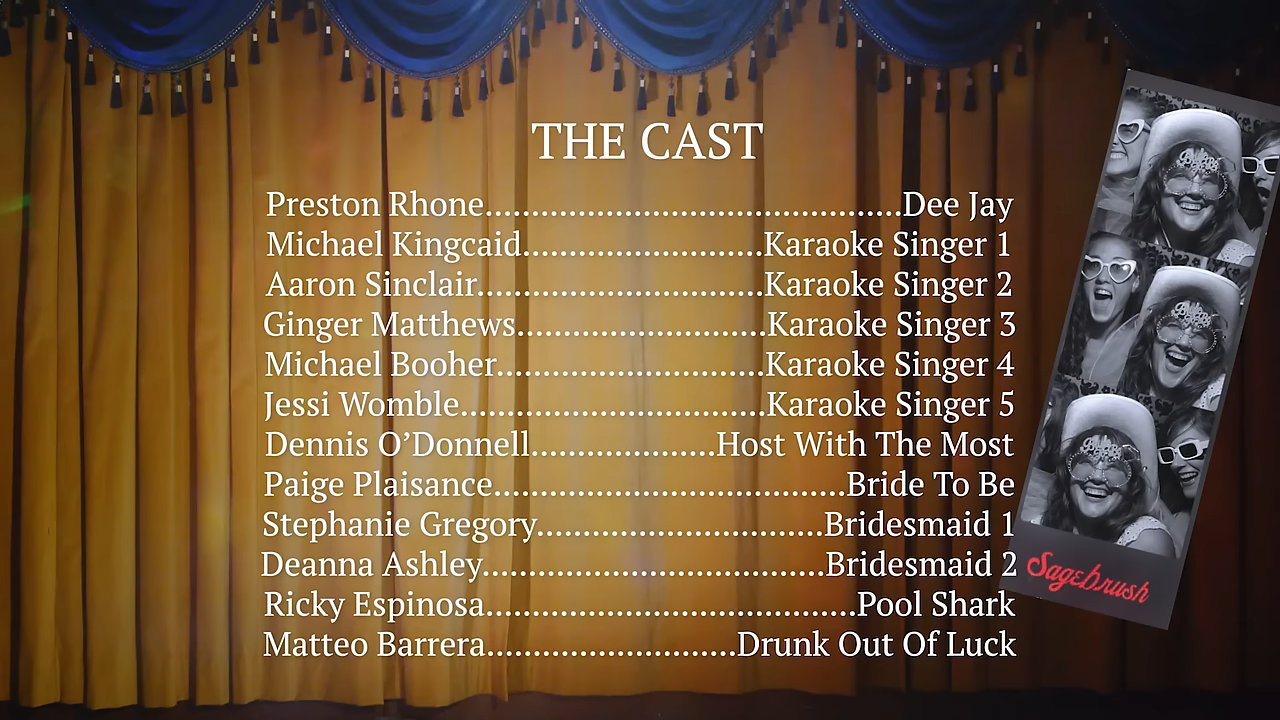 THE CAST
Preston Rhone..............................................Dee Jay
Michael Kingcaid..........................Karaoke Singer 1
Aaron Sinclair...............................Karaoke Singer 2
Ginger Matthews...........................Karaoke Singer 3
Michael Booher.............................Karaoke Singer 4
Jessi Womble.................................Karaoke Singer 5
Dennis O’Donnell....................Host With The Most
Paige Plaisance......................................Bride To Be
Stephanie Gregory...............................Bridesmaid 1
Deanna Ashley.....................................Bridesmaid 2
Ricky Espinosa........................................Pool Shark
Matteo Barrera...........................Drunk Out Of Luck
Sagebrush